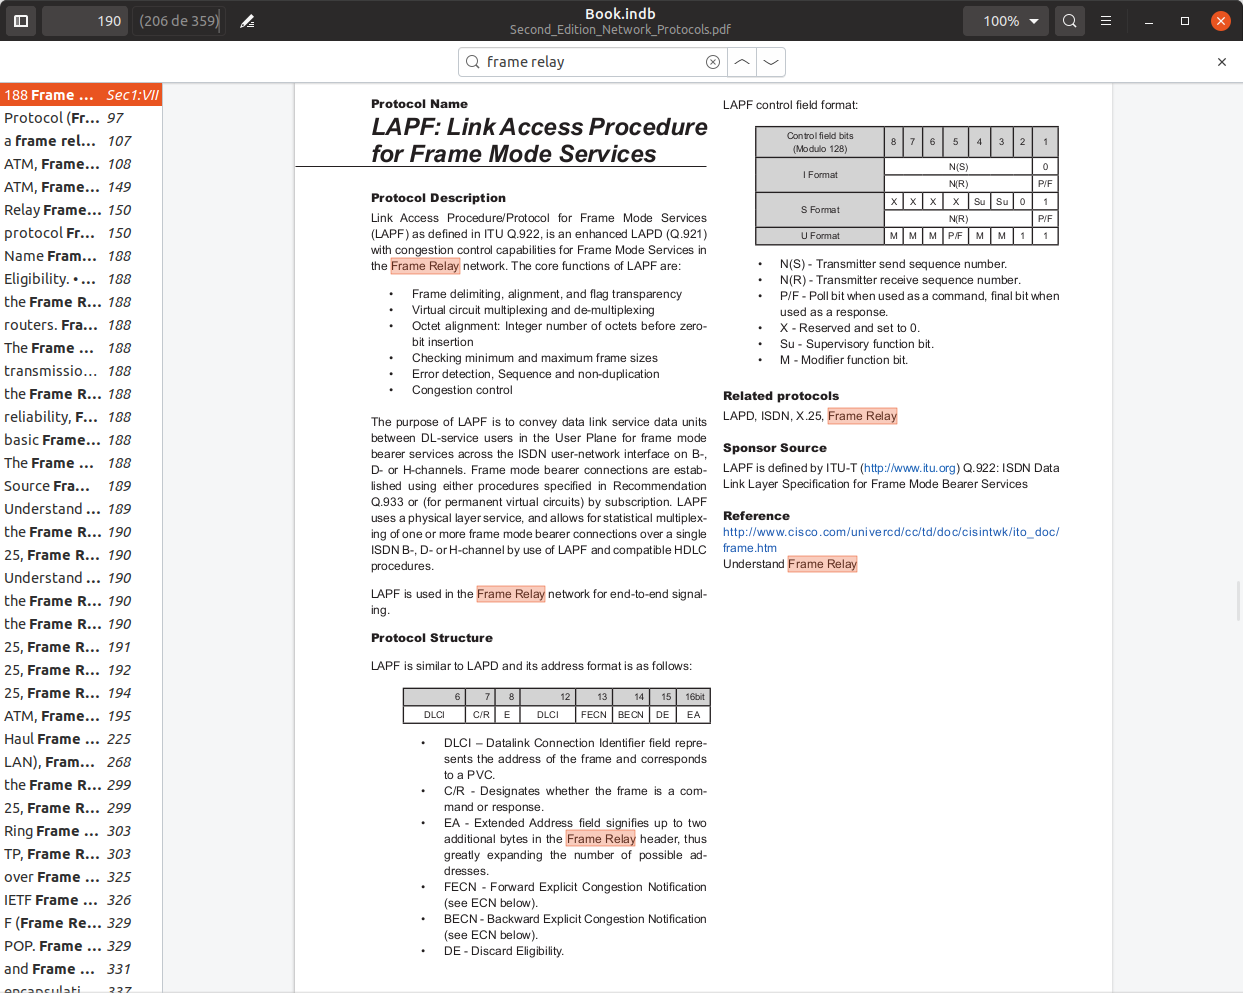 190 (206 de 359)
Book.indb
Second_Edition_Network_Protocols.pdf
100%
frame relay
188 Frame ... Sec1:VII
Protocol (Fr... 97
a frame rel... 107
ATM, Frame... 108
ATM, Frame... 149
Relay Frame... 150
protocol Fr... 150
Name Fram... 188
Eligibility. • ... 188
the Frame R... 188
routers. Fra... 188
The Frame ... 188
transmissio... 188
the Frame R... 188
reliability, F... 188
basic Frame... 188
The Frame ... 188
Source Fra... 189
Understand ... 189
the Frame R... 190
25, Frame R... 190
Understand ... 190
the Frame R... 190
the Frame R... 190
25, Frame R... 191
25, Frame R... 192
25, Frame R... 194
ATM, Frame... 195
Haul Frame ... 225
LAN), Fram... 268
the Frame R... 299
25, Frame R... 299
Ring Frame ... 303
TP, Frame R... 303
over Frame ... 325
IETF Frame ... 326
F (Frame Re... 329
POP. Frame ... 329
and Frame ... 331
encapsulati... 337
Protocol Name
LAPF: Link Access Procedure
for Frame Mode Services
Protocol Description
Link Access Procedure/Protocol for Frame Mode Services
(LAPF) as defined in ITU Q.922, is an enhanced LAPD (Q.921)
with congestion control capabilities for Frame Mode Services in
the Frame Relay network. The core functions of LAPF are:
• Frame delimiting, alignment, and flag transparency
• Virtual circuit multiplexing and de-multiplexing
• Octet alignment: Integer number of octets before zero-
bit insertion
• Checking minimum and maximum frame sizes
• Error detection, Sequence and non-duplication
• Congestion control
The purpose of LAPF is to convey data link service data units
between DL-service users in the User Plane for frame mode
bearer services across the ISDN user-network interface on B-,
D- or H-channels. Frame mode bearer connections are estab-
lished using either procedures specified in Recommendation
Q.933 or (for permanent virtual circuits) by subscription. LAPF
uses a physical layer service, and allows for statistical multiplex-
ing of one or more frame mode bearer connections over a single
ISDN B-, D- or H-channel by use of LAPF and compatible HDLC
procedures.
LAPF is used in the Frame Relay network for end-to-end signal-
ing.
Protocol Structure
LAPF is similar to LAPD and its address format is as follows:
6 7 8 12 13 14 15 16bit
DLCI C/R E DLCI FECN BECN DE EA
• DLCI – Datalink Connection Identifier field repre-
sents the address of the frame and corresponds
to a PVC.
• C/R - Designates whether the frame is a com-
mand or response.
• EA - Extended Address field signifies up to two
additional bytes in the Frame Relay header, thus
greatly expanding the number of possible ad-
dresses.
• FECN - Forward Explicit Congestion Notification
(see ECN below).
• BECN - Backward Explicit Congestion Notification
(see ECN below).
• DE - Discard Eligibility.
LAPF control field format:
Control field bits
(Modulo 128) 8 7 6 5 4 3 2 1
I Format N(S) 0
N(R) P/F
S Format X X X X Su Su 0 1
N(R) P/F
U Format M M M P/F M M 1 1
• N(S) - Transmitter send sequence number.
• N(R) - Transmitter receive sequence number.
• P/F - Poll bit when used as a command, final bit when
used as a response.
• X - Reserved and set to 0.
• Su - Supervisory function bit.
• M - Modifier function bit.
Related protocols
LAPD, ISDN, X.25, Frame Relay
Sponsor Source
LAPF is defined by ITU-T (http://www.itu.org) Q.922: ISDN Data
Link Layer Specification for Frame Mode Bearer Services
Reference
http://www.cisco.com/univercd/cc/td/doc/cisintwk/ito_doc/
frame.htm
Understand Frame Relay